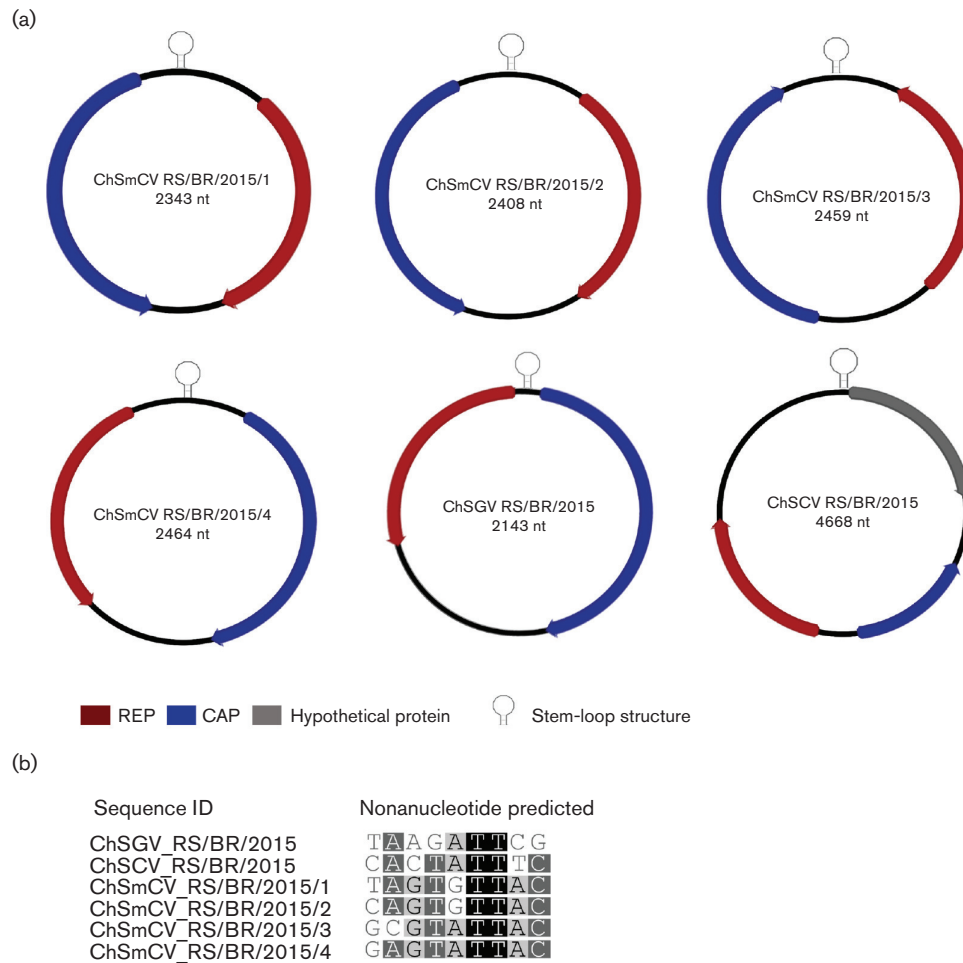 (a)
ChSmCV RS/BR/2015/1
2343 nt
ChSmCV RS/BR/2015/2
2408 nt
ChSmCV RS/BR/2015/3
2459 nt
ChSmCV RS/BR/2015/4
2464 nt
ChSGV RS/BR/2015
2143 nt
ChSCV RS/BR/2015
4668 nt
REP CAP Hypothetical protein Stem-loop structure
(b)
Sequence ID Nonanucleotide predicted
ChSGV_RS/BR/2015 TAAGATTCG
ChSCV_RS/BR/2015 CACTATTTC
ChSmCV_RS/BR/2015/1 TAGTGTTAC
ChSmCV_RS/BR/2015/2 CAGTGTTAC
ChSmCV_RS/BR/2015/3 GCGTATTAC
ChSmCV_RS/BR/2015/4 GAGTATTAC